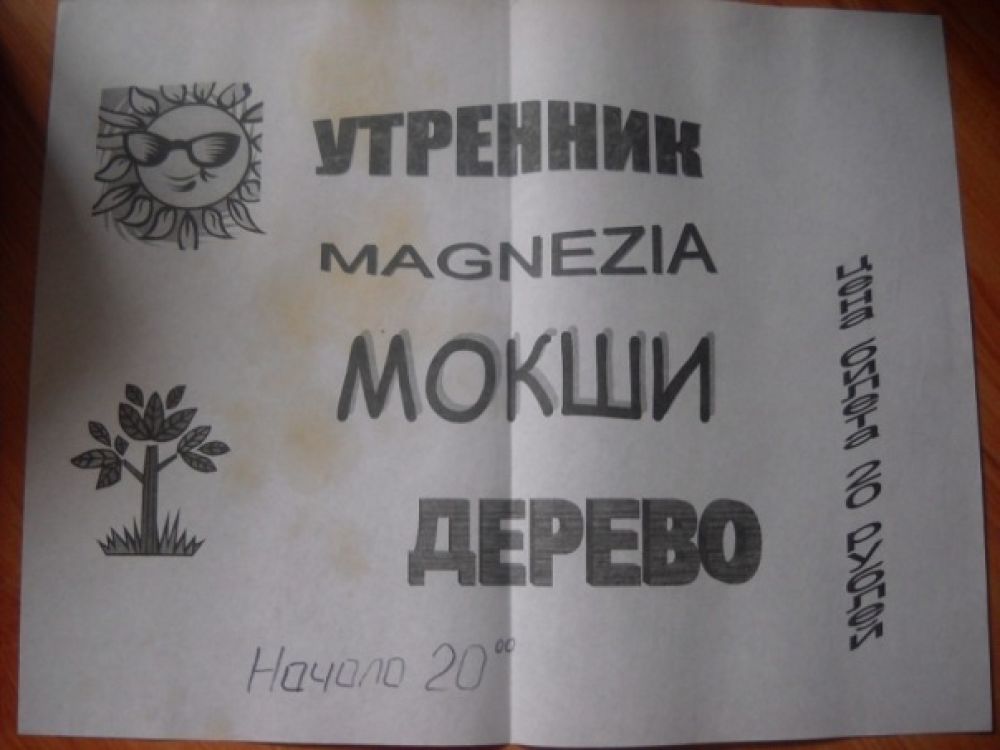 УТРЕННИК
MAGNEZIA
МОКШИ
ДЕРЕВО
Начало 20⁰⁰
цена билета 20 рублей